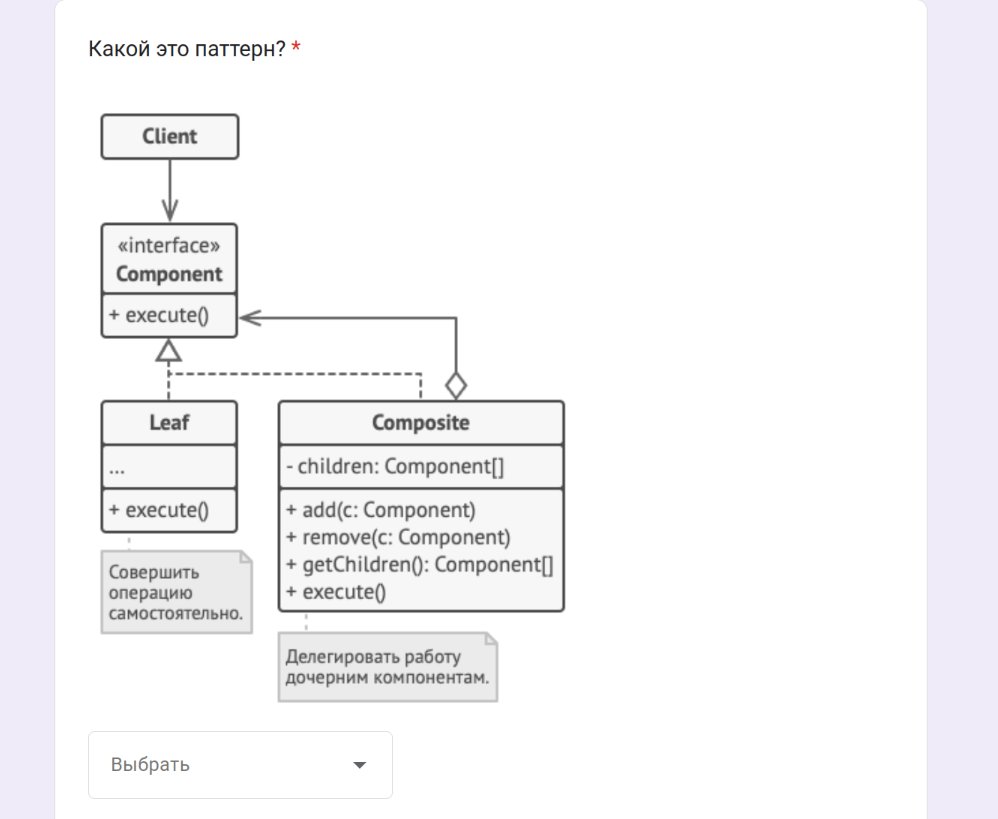 Какой это паттерн? *
Client
«interface»
Component
+ execute()
Leaf
...
+ execute()
Совершить
операцию
самостоятельно.
Composite
- children: Component[]
+ add(c: Component)
+ remove(c: Component)
+ getChildren(): Component[]
+ execute()
Делегировать работу
дочерним компонентам.
Выбрать